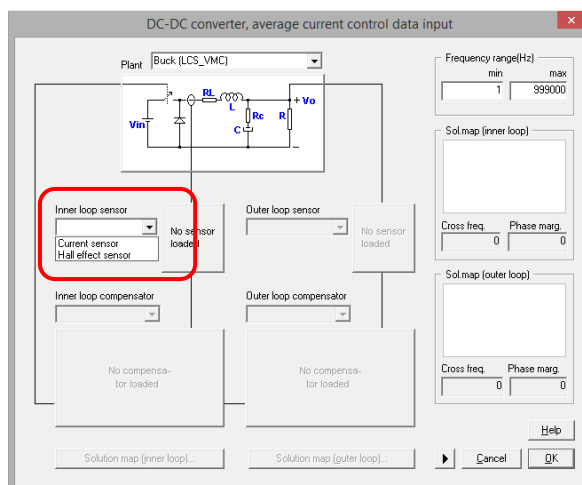 DC-DC converter, average current control data input
×
Plant
Buck (LCS_VMC)
RL
L
+ Vo
Rc
R
C
Vin
−
Frequency range(Hz)
min max
1 999000
Sol.map (inner loop)
Cross freq. Phase marg.
0 0
Inner loop sensor
Current sensor
Hall effect sensor
No sensor
loaded
Outer loop sensor
No sensor
loaded
Inner loop compensator
No compensa-
tor loaded
Outer loop compensator
No compensa-
tor loaded
Sol.map (outer loop)
Cross freq. Phase marg.
0 0
Help
Solution map (inner loop)...
Solution map (outer loop)...
Cancel
OK